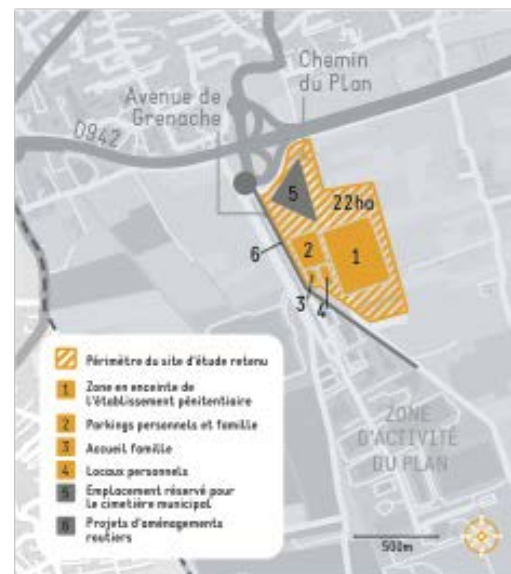 Chemin
du Plan
Avenue de
Grenache
D942
5
22ha
6
2
1
3
4
Périmètre du site d'étude retenu
1 Zone en enceinte de
l'établissement pénitentiaire
2 Parkings personnels et famille
3 Accueil famille
4 Locaux personnels
5 Emplacement réservé pour
le cimetière municipal
6 Projets d'aménagements
routiers
ZONE
D'ACTIVITÉ
DU PLAN
500m